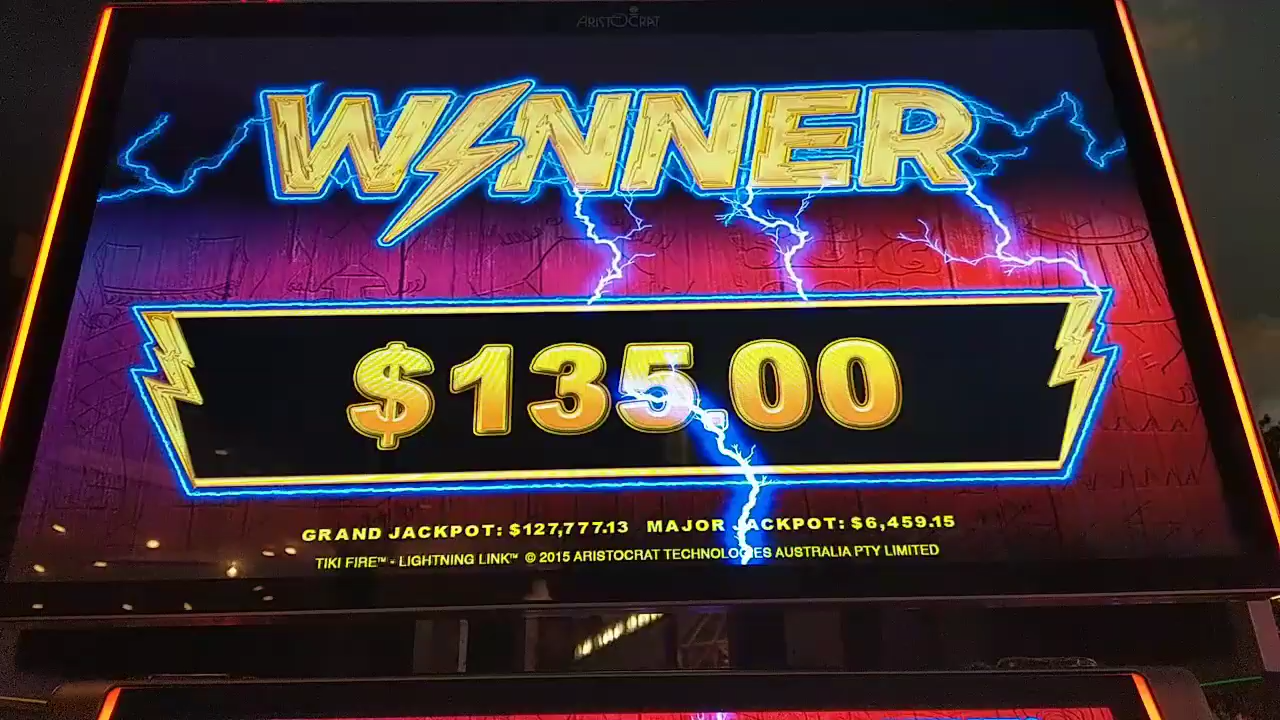 ARISTOCRAT
WINNER
$135.00
GRAND JACKPOT: $127,777.13 MAJOR JACKPOT: $6,459.15
TIKI FIRE™ - LIGHTNING LINK™ © 2015 ARISTOCRAT TECHNOLOGIES AUSTRALIA PTY LIMITED